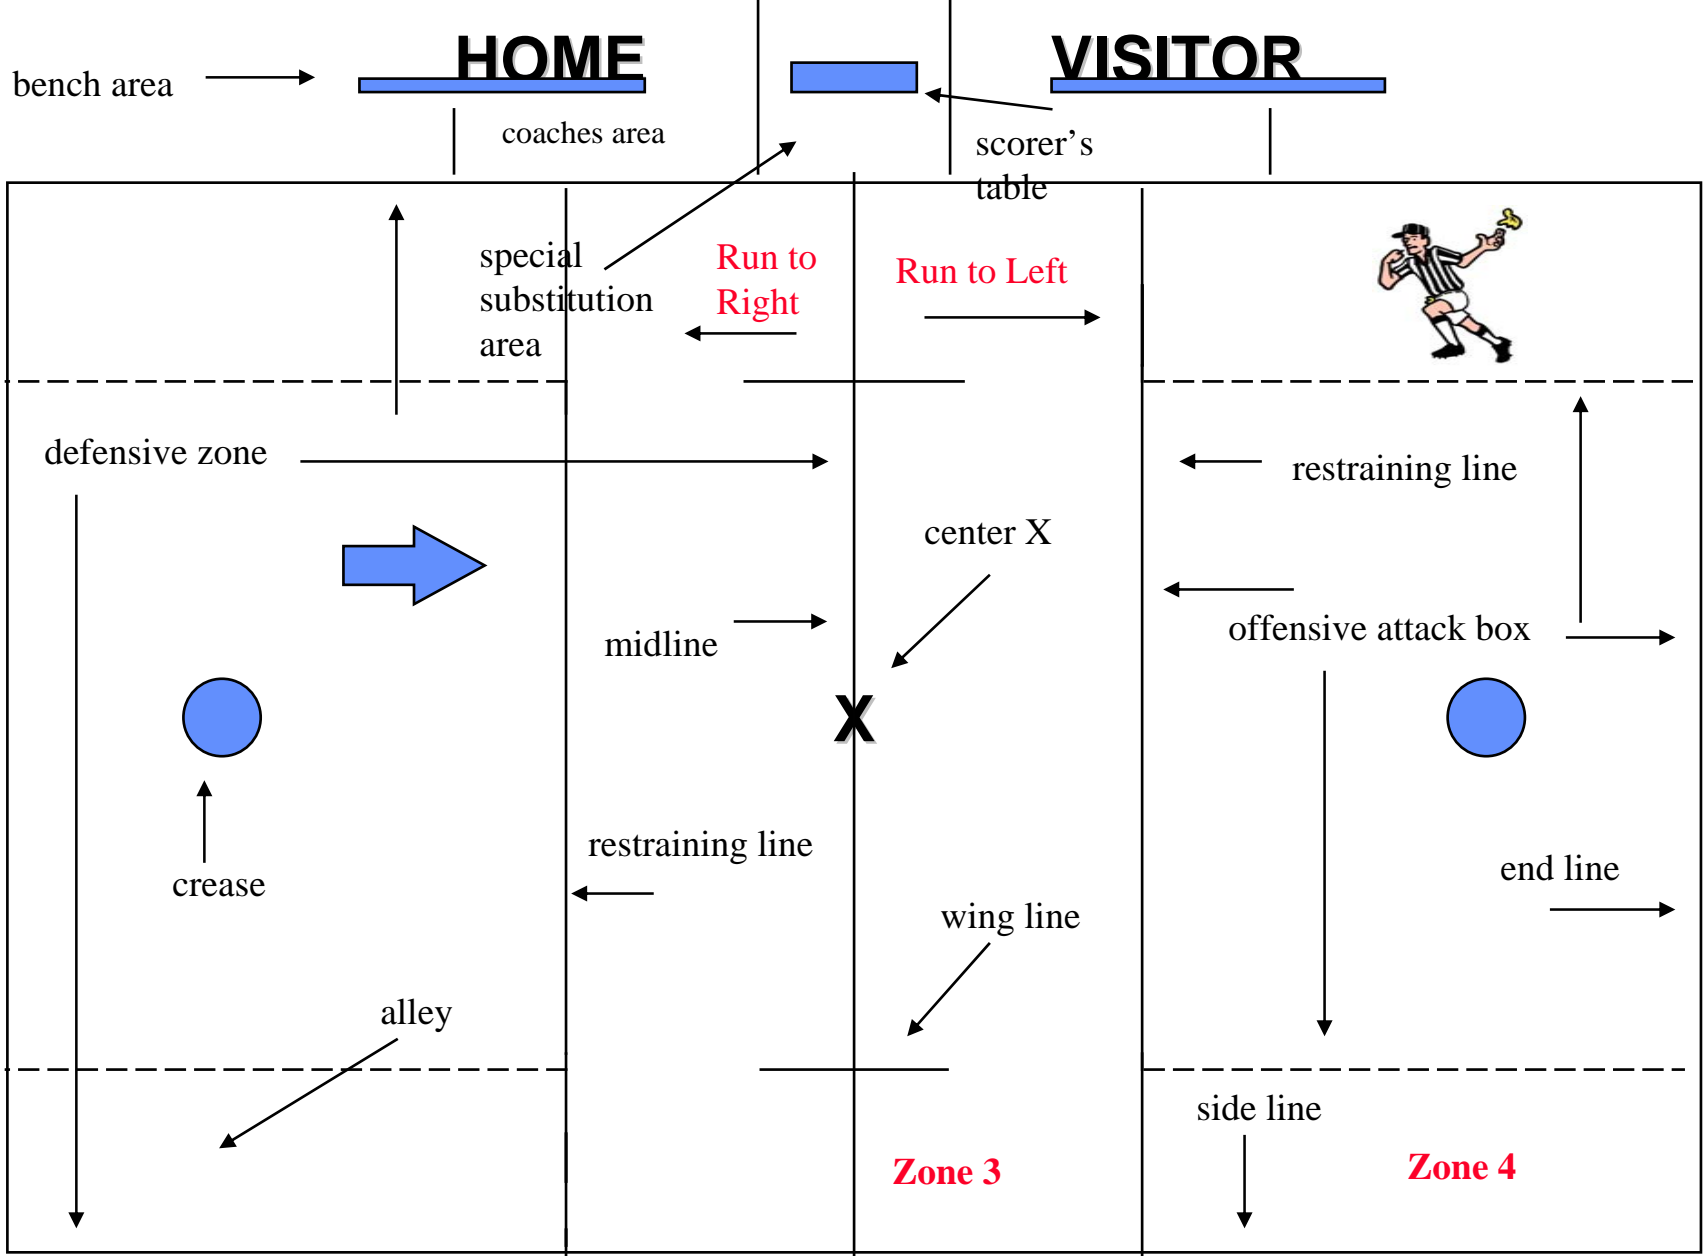 HOME
VISITOR
bench area
coaches area
scorer’s
table
special
substitution
area
Run to
Right
Run to Left
defensive zone
restraining line
center X
midline
offensive attack box
X
restraining line
crease
end line
wing line
alley
side line
Zone 3
Zone 4